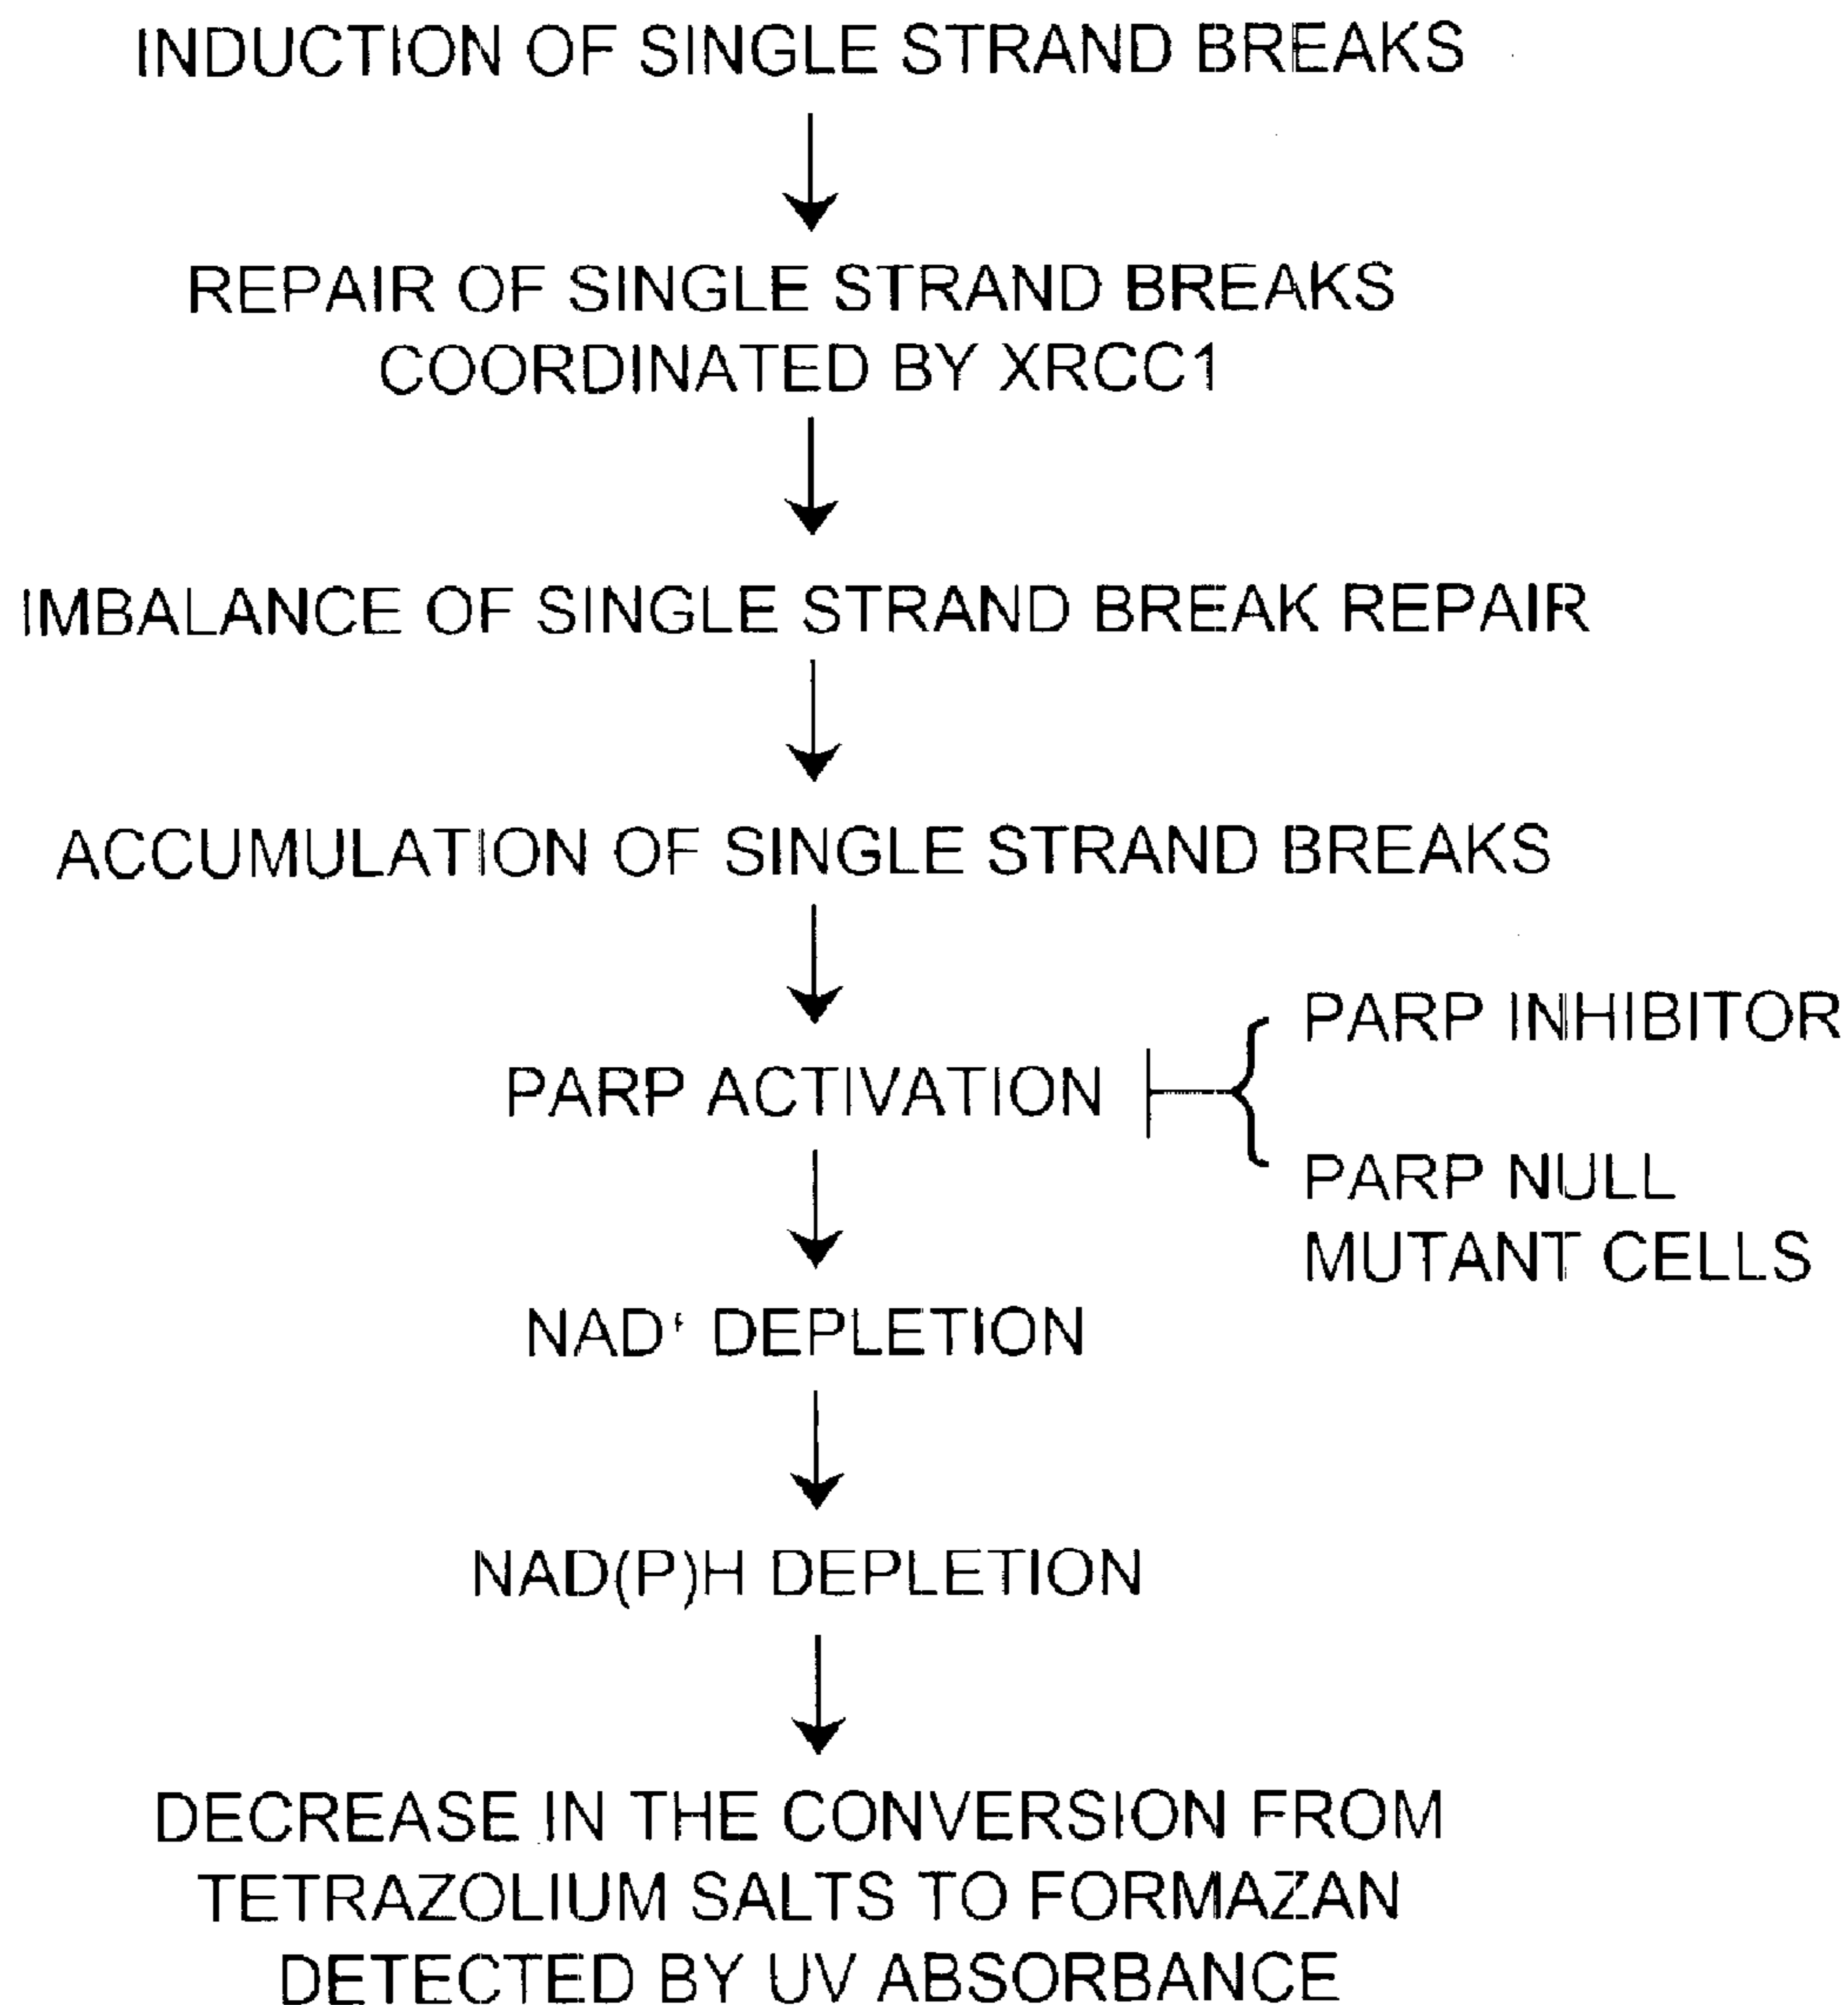 INDUCTION OF SINGLE STRAND BREAKS
REPAIR OF SINGLE STRAND BREAKS
COORDINATED BY XRCC1
IMBALANCE OF SINGLE STRAND BREAK REPAIR
ACCUMULATION OF SINGLE STRAND BREAKS
PARP ACTIVATION
PARP INHIBITOR
PARP NULL
MUTANT CELLS
NAD⁺ DEPLETION
NAD(P)H DEPLETION
DECREASE IN THE CONVERSION FROM
TETRAZOLIUM SALTS TO FORMAZAN
DETECTED BY UV ABSORBANCE